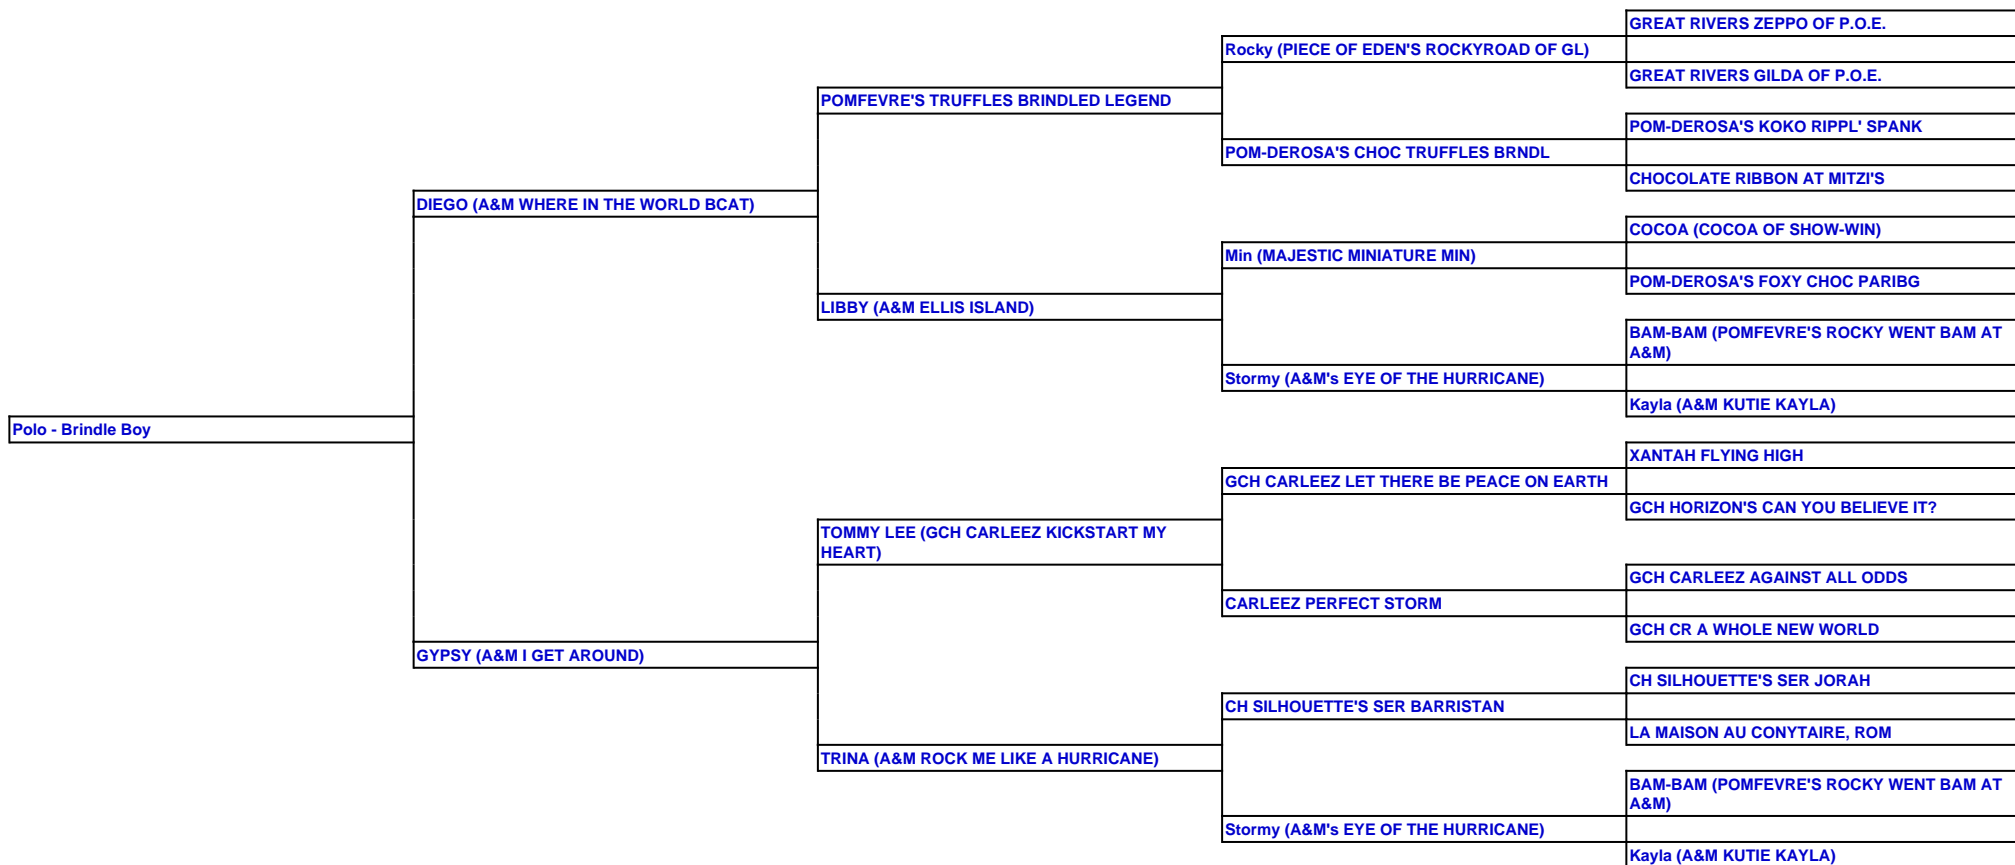 GREAT RIVERS ZEPPO OF P.O.E.
Rocky (PIECE OF EDEN'S ROCKYROAD OF GL)
GREAT RIVERS GILDA OF P.O.E.
POMFEVRE'S TRUFFLES BRINDLED LEGEND
POM-DEROSA'S KOKO RIPPL' SPANK
POM-DEROSA'S CHOC TRUFFLES BRNDL
CHOCOLATE RIBBON AT MITZI'S
DIEGO (A&M WHERE IN THE WORLD BCAT)
COCOA (COCOA OF SHOW-WIN)
Min (MAJESTIC MINIATURE MIN)
POM-DEROSA'S FOXY CHOC PARIBG
LIBBY (A&M ELLIS ISLAND)
BAM-BAM (POMFEVRE'S ROCKY WENT BAM AT
A&M)
Stormy (A&M's EYE OF THE HURRICANE)
Kayla (A&M KUTIE KAYLA)
Polo - Brindle Boy
XANTAH FLYING HIGH
GCH CARLEEZ LET THERE BE PEACE ON EARTH
GCH HORIZON'S CAN YOU BELIEVE IT?
TOMMY LEE (GCH CARLEEZ KICKSTART MY
HEART)
GCH CARLEEZ AGAINST ALL ODDS
CARLEEZ PERFECT STORM
GCH CR A WHOLE NEW WORLD
GYPSY (A&M I GET AROUND)
CH SILHOUETTE'S SER JORAH
CH SILHOUETTE'S SER BARRISTAN
LA MAISON AU CONYTAIRE, ROM
TRINA (A&M ROCK ME LIKE A HURRICANE)
BAM-BAM (POMFEVRE'S ROCKY WENT BAM AT
A&M)
Stormy (A&M's EYE OF THE HURRICANE)
Kayla (A&M KUTIE KAYLA)